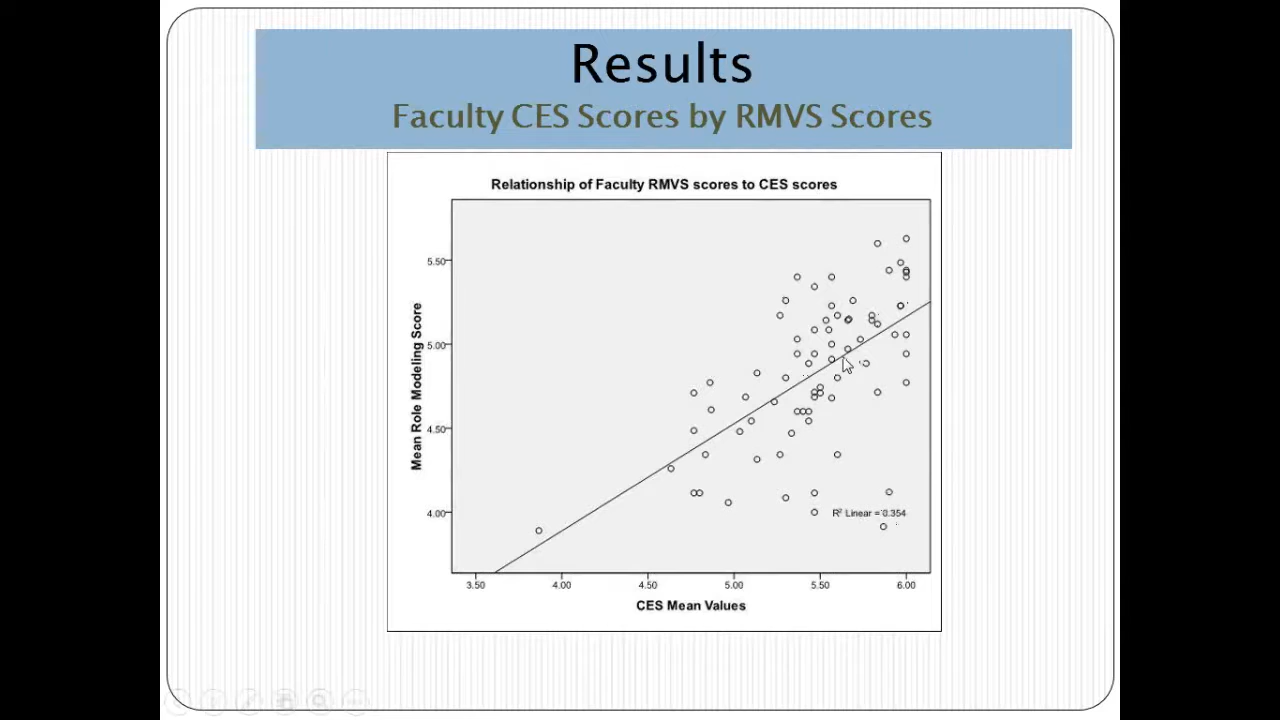 Results
Faculty CES Scores by RMVS Scores
Relationship of Faculty RMVS scores to CES scores
Mean Role Modeling Score
5.50
5.00
4.50
4.00
R² Linear = 0.354
3.50 4.00 4.50 5.00 5.50 6.00
CES Mean Values